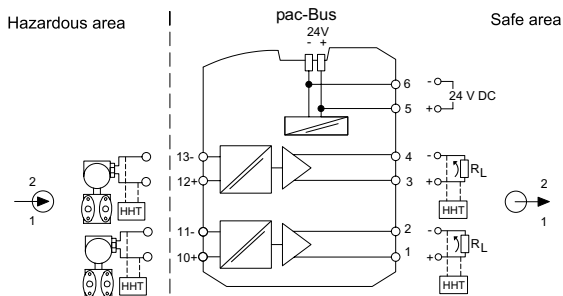 Hazardous area
pac-Bus
Safe area
24V
- +
6
-
24 V DC
5
+
13-
12+
4
3
-
+
RL
HHT
HHT
2
1
2
1
11-
10+
2
1
-
+
RL
HHT
HHT